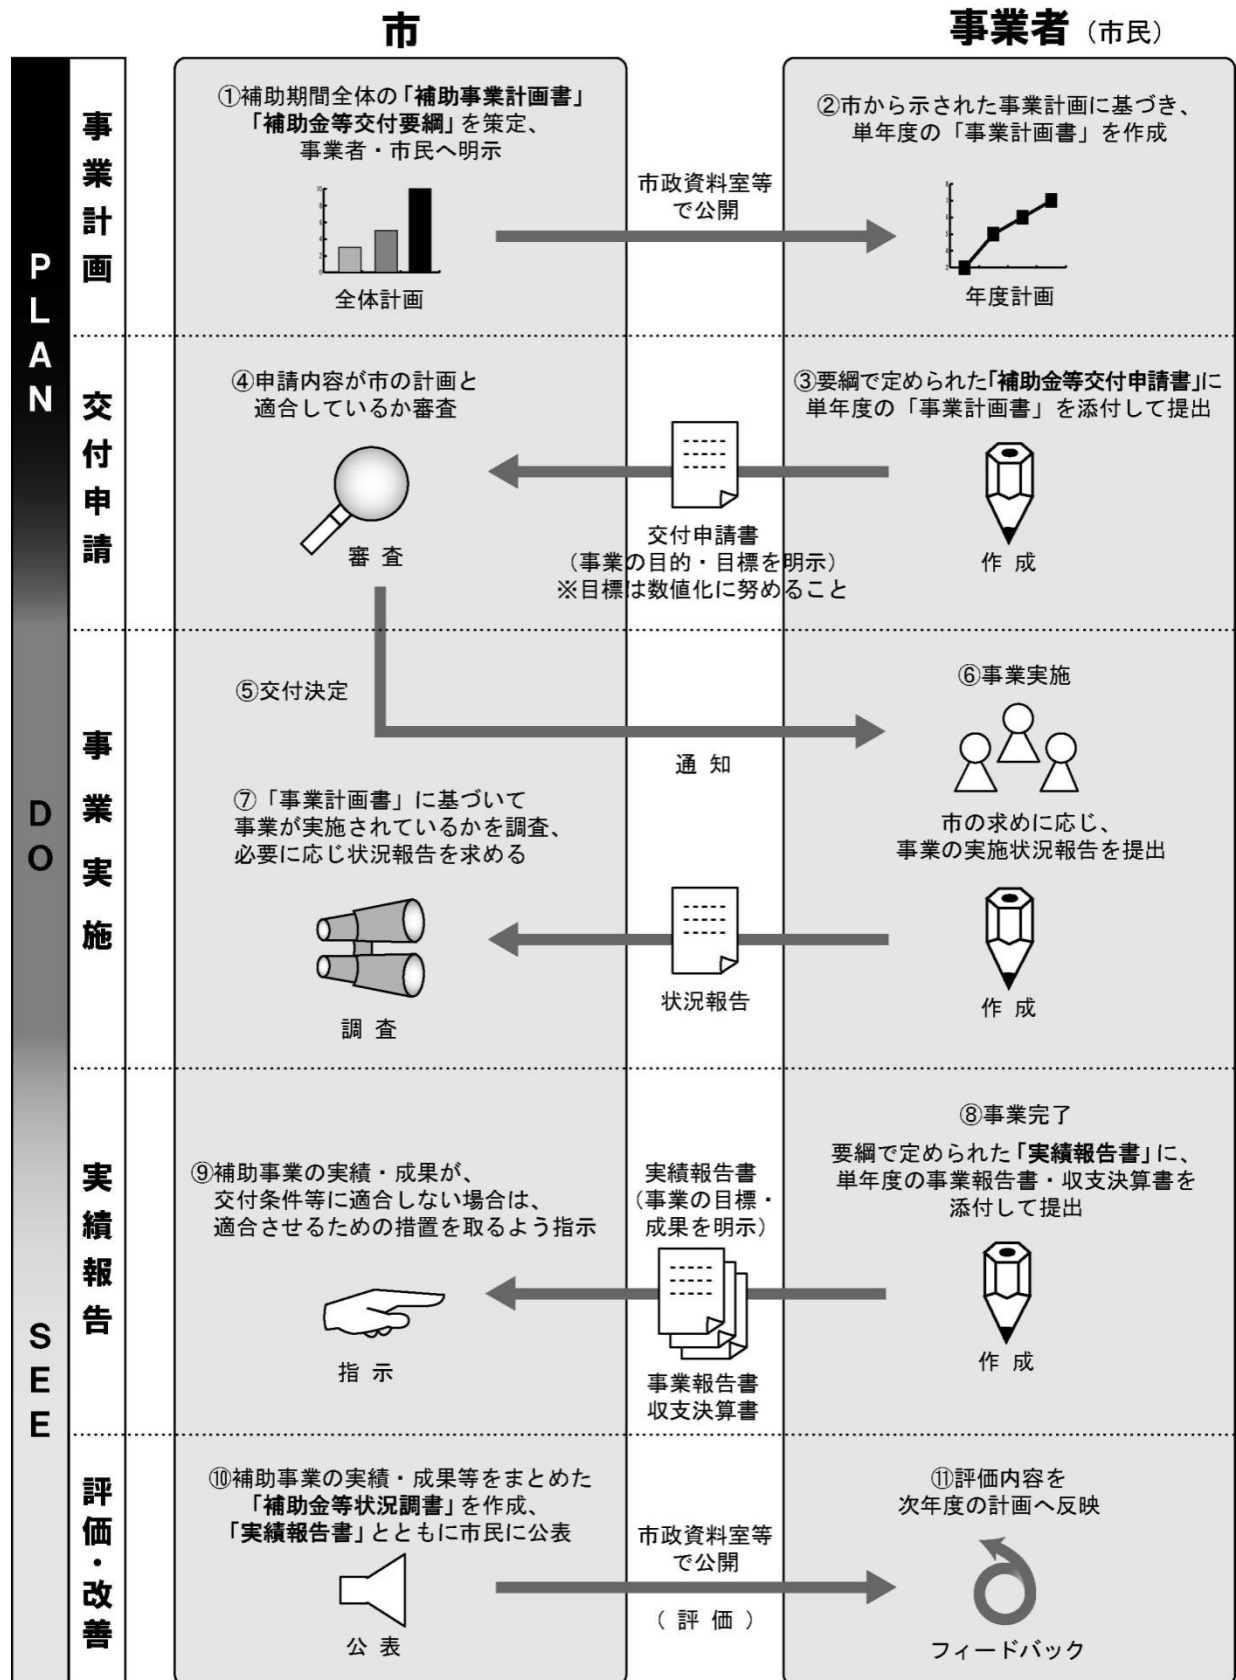 市
事業者（市民）
PLAN
DO
SEE
事業計画
①補助期間全体の「補助事業計画書」
「補助金等交付要綱」を策定、
事業者・市民へ明示
全体計画
市政資料室等
で公開
②市から示された事業計画に基づき、
単年度の「事業計画書」を作成
年度計画
交付申請
④申請内容が市の計画と
適合しているか審査
審査
交付申請書
（事業の目的・目標を明示）
※目標は数値化に努めること
③要綱で定められた「補助金等交付申請書」に
単年度の「事業計画書」を添付して提出
作成
事業実施
⑤交付決定
通知
⑥事業実施
市の求めに応じ、
事業の実施状況報告を提出
作成
⑦「事業計画書」に基づいて
事業が実施されているかを調査、
必要に応じ状況報告を求める
調査
状況報告
実績報告
⑧事業完了
要綱で定められた「実績報告書」に、
単年度の事業報告書・収支決算書を
添付して提出
作成
実績報告書
（事業の目標・
成果を明示）
事業報告書
収支決算書
⑨補助事業の実績・成果が、
交付条件等に適合しない場合は、
適合させるための措置を取るよう指示
指示
評価・改善
⑩補助事業の実績・成果等をまとめた
「補助金等状況調書」を作成、
「実績報告書」とともに市民に公表
公表
市政資料室等
で公開
（評価）
⑪評価内容を
次年度の計画へ反映
フィードバック